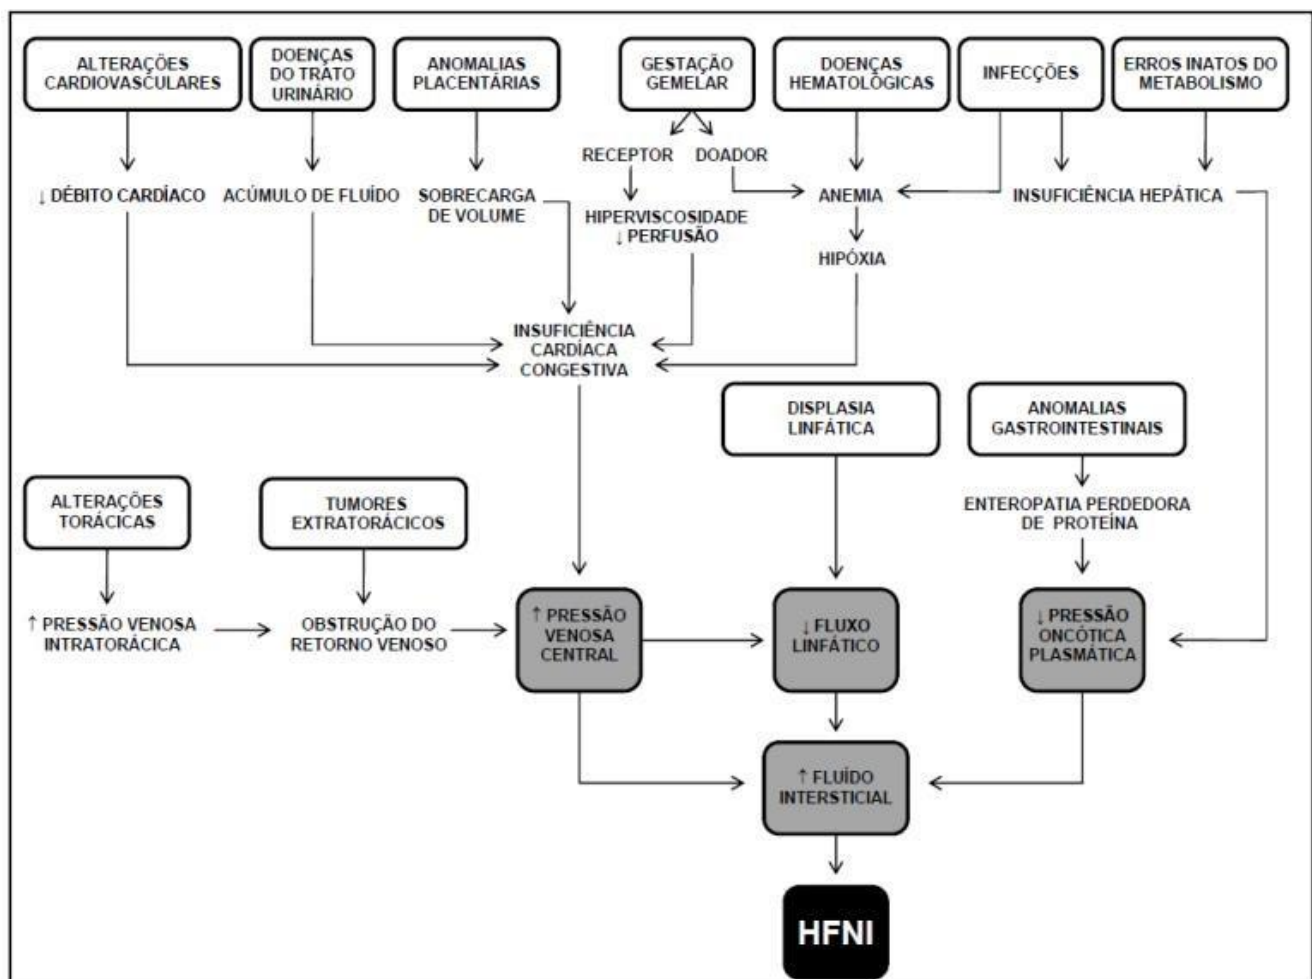 ALTERAÇÕES
CARDIOVASCULARES
DOENÇAS
DO TRATO
URINÁRIO
ANOMALIAS
PLACENTÁRIAS
GESTAÇÃO
GEMELAR
DOENÇAS
HEMATOLÓGICAS
INFECÇÕES
ERROS INATOS DO
METABOLISMO
RECEPTOR
DOADOR
↓ DÉBITO CARDÍACO
ACÚMULO DE FLUÍDO
SOBRECARGA
DE VOLUME
HIPERVISCOSIDADE
↓ PERFUSÃO
ANEMIA
INSUFICIÊNCIA HEPÁTICA
HIPÓXIA
INSUFICIÊNCIA
CARDÍACA
CONGESTIVA
DISPLASIA
LINFÁTICA
ANOMALIAS
GASTROINTESTINAIS
ALTERAÇÕES
TORÁCICAS
TUMORES
EXTRATORÁCICOS
ENTEROPATIA PERDEDORA
DE PROTEÍNA
↑ PRESSÃO VENOSA
INTRATORÁCICA
OBSTRUÇÃO DO
RETORNO VENOSO
↑ PRESSÃO
VENOSA
CENTRAL
↓ FLUXO
LINFÁTICO
↓ PRESSÃO
ONCÓTICA
PLASMÁTICA
↑ FLUÍDO
INTERSTICIAL
HFNI